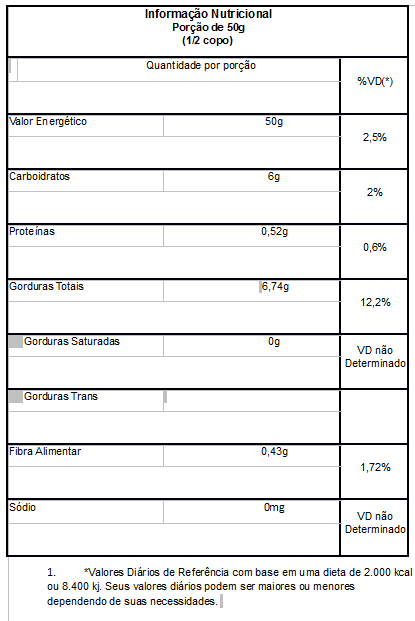 Informação Nutricional
Porção de 50g
(1/2 copo)
Quantidade por porção
%VD(*)
Valor Energético 50g
2,5%
Carboidratos 6g
2%
Proteínas 0,52g
0,6%
Gorduras Totais 6,74g
12,2%
Gorduras Saturadas 0g
VD não
Determinado
Gorduras Trans
Fibra Alimentar 0,43g
1,72%
Sódio 0mg
VD não
Determinado
1. *Valores Diários de Referência com base em uma dieta de 2.000 kcal
ou 8.400 kj. Seus valores diários podem ser maiores ou menores
dependendo de suas necessidades.